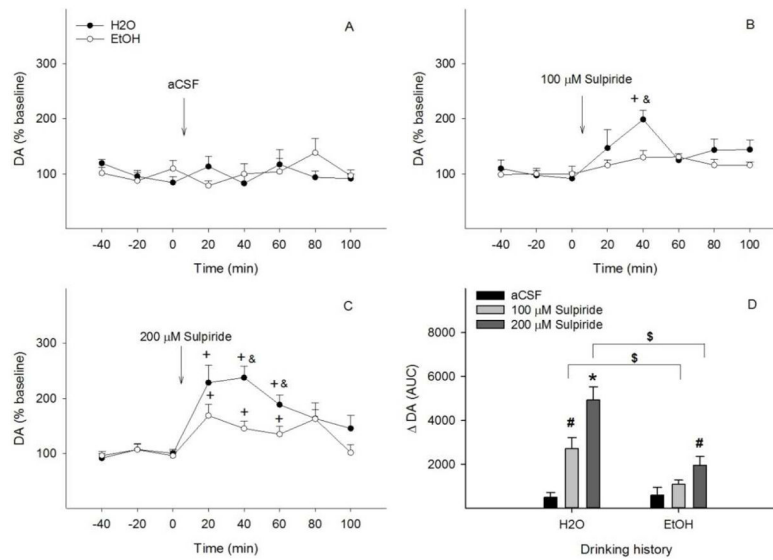 H2O
EtOH
A
aCSF
DA (% baseline)
300
200
100
-40 -20 0 20 40 60 80 100
Time (min)
B
100 μM Sulpiride
+ &
DA (% baseline)
300
200
100
-40 -20 0 20 40 60 80 100
Time (min)
C
200 μM Sulpiride
+
+ &
+ &
+
+
+
DA (% baseline)
300
200
100
-40 -20 0 20 40 60 80 100
Time (min)
aCSF
100 μM Sulpiride
200 μM Sulpiride
D
$
$
*
#
#
Δ DA (AUC)
8000
6000
4000
2000
H2O EtOH
Drinking history